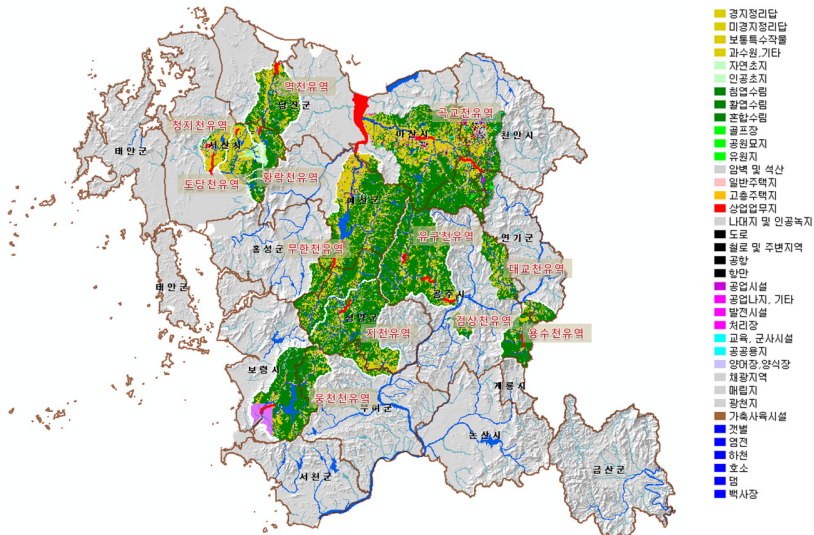 역천유역
당진군
곡교천유역
아산시
천안시
청지천유역
서산시
태안군
도당천유역
황락천유역
예산군
연기군
유구천유역
홍성군
무한천유역
대교천유역
태안군
공주시
청양군
지천유역
검상천유역
용수천유역
보령시
계룡시
웅천천유역
부여군
논산시
서천군
금산군
경지정리답
미경지정리답
보통특수작물
과수원,기타
자연초지
인공초지
침엽수림
활엽수림
혼합수림
골프장
공원묘지
유원지
암벽 및 석산
일반주택지
고층주택지
상업업무지
나대지 및 인공녹지
도로
철로 및 주변지역
공항
항만
공업시설
공업나지, 기타
발전시설
처리장
교육, 군사시설
공공용지
양어장,양식장
채광지역
매립지
광천지
가축사육시설
갯벌
염전
하천
호소
댐
백사장